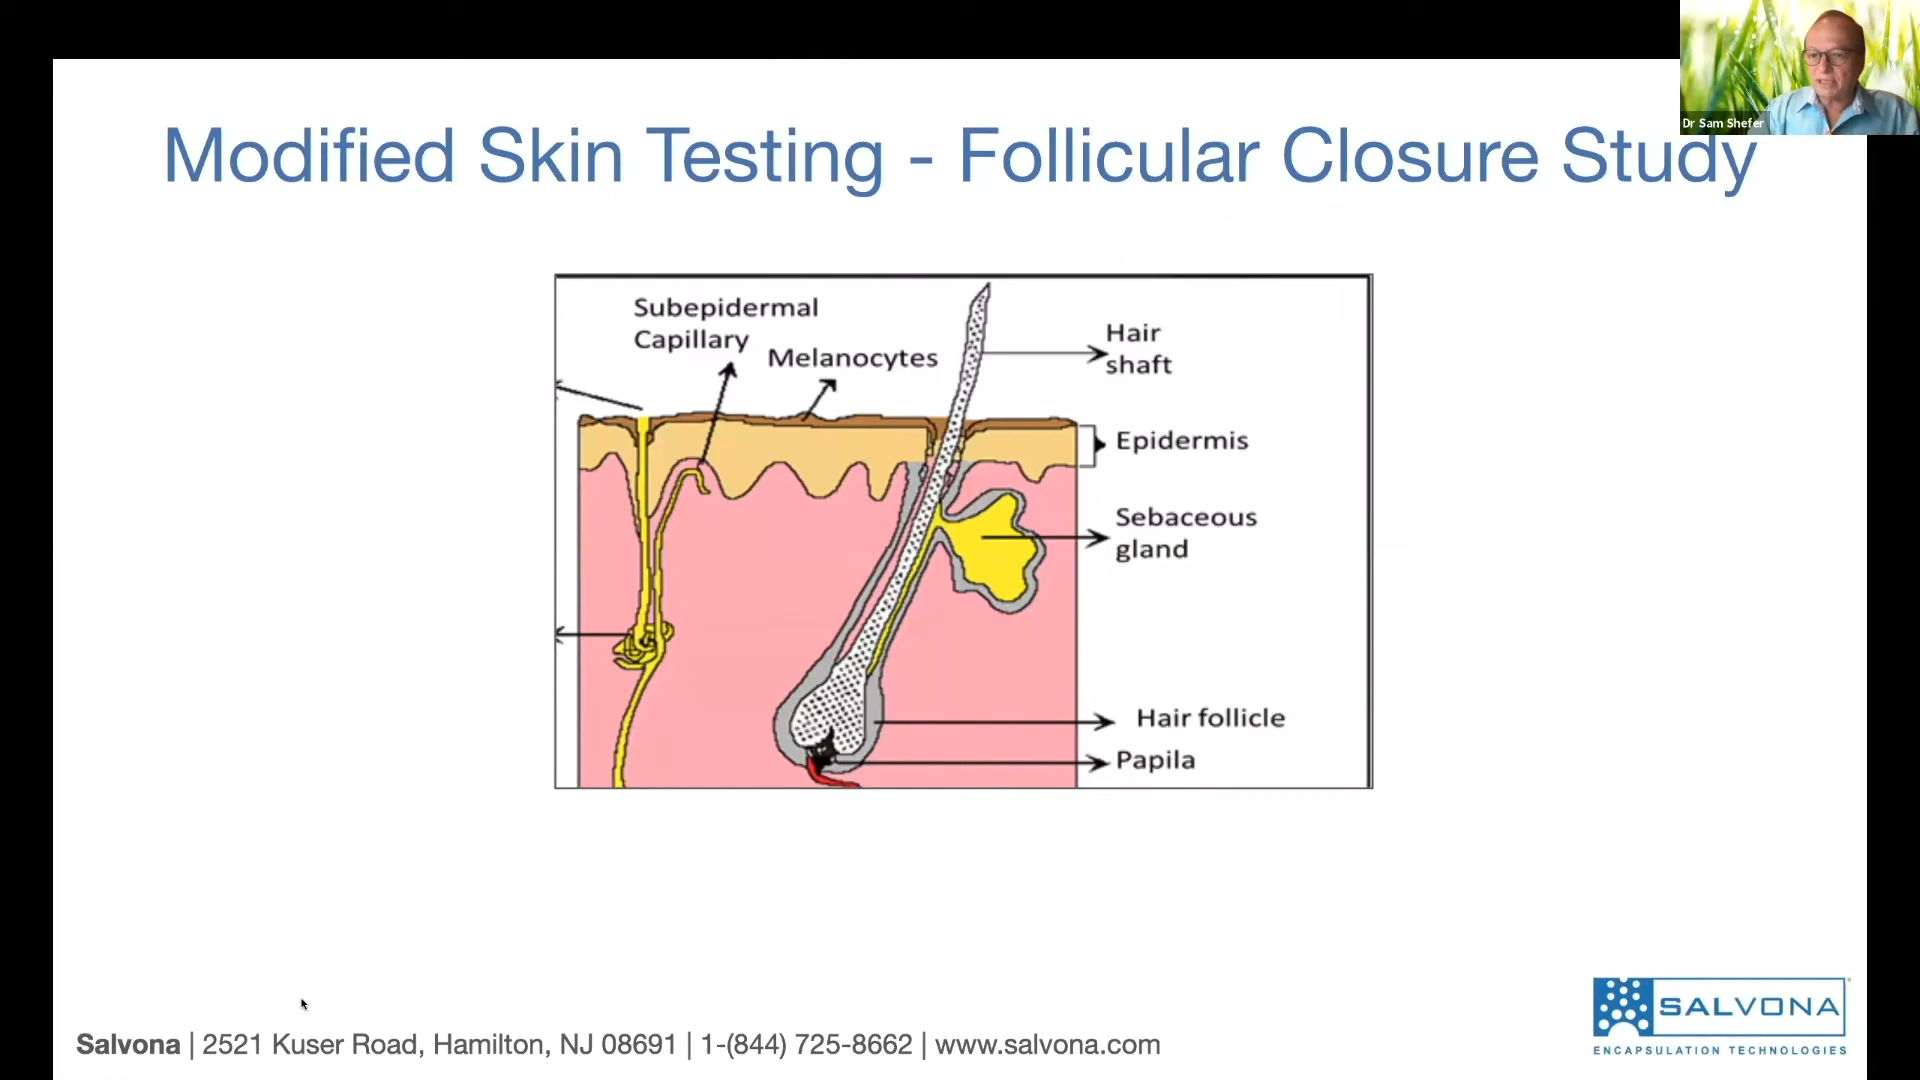 Dr Sam Shefer
Modified Skin Testing - Follicular Closure Study
Subepidermal
Capillary
Melanocytes
Hair
shaft
Epidermis
Sebaceous
gland
Hair follicle
Papila
SALVONA
ENCAPSULATION TECHNOLOGIES
Salvona | 2521 Kuser Road, Hamilton, NJ 08691 | 1-(844) 725-8662 | www.salvona.com